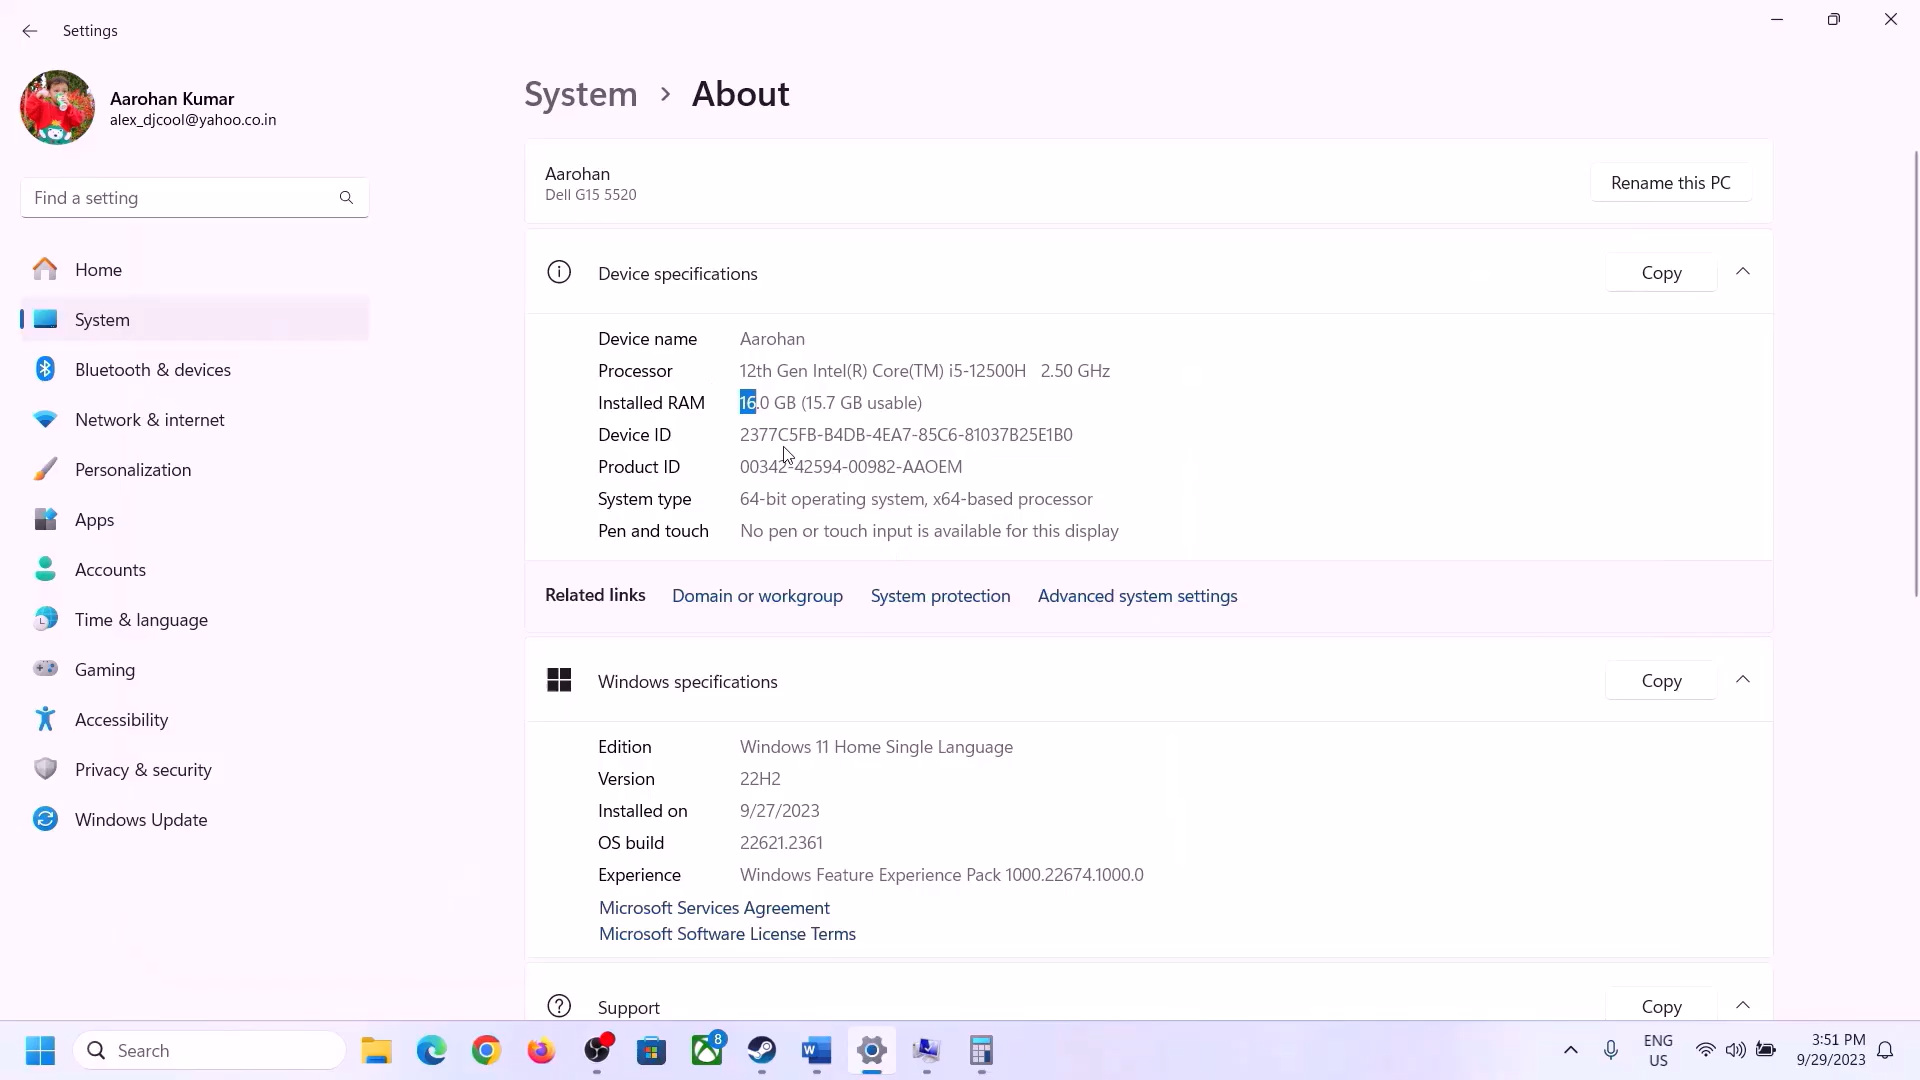 Settings
Aarohan Kumar
alex_djcool@yahoo.co.in
Find a setting
Home
System
Bluetooth & devices
Network & internet
Personalization
Apps
Accounts
Time & language
Gaming
Accessibility
Privacy & security
Windows Update
System > About
Aarohan
Dell G15 5520
Rename this PC
Device specifications
Copy
Device name Aarohan
Processor 12th Gen Intel(R) Core(TM) i5-12500H 2.50 GHz
Installed RAM 16.0 GB (15.7 GB usable)
Device ID 2377C5FB-B4DB-4EA7-85C6-81037B25E1B0
Product ID 00342-42594-00982-AAOEM
System type 64-bit operating system, x64-based processor
Pen and touch No pen or touch input is available for this display
Related links Domain or workgroup System protection Advanced system settings
Windows specifications
Copy
Edition Windows 11 Home Single Language
Version 22H2
Installed on 9/27/2023
OS build 22621.2361
Experience Windows Feature Experience Pack 1000.22674.1000.0
Microsoft Services Agreement
Microsoft Software License Terms
Support
Copy
Search
8
W
ENG
US
3:51 PM
9/29/2023